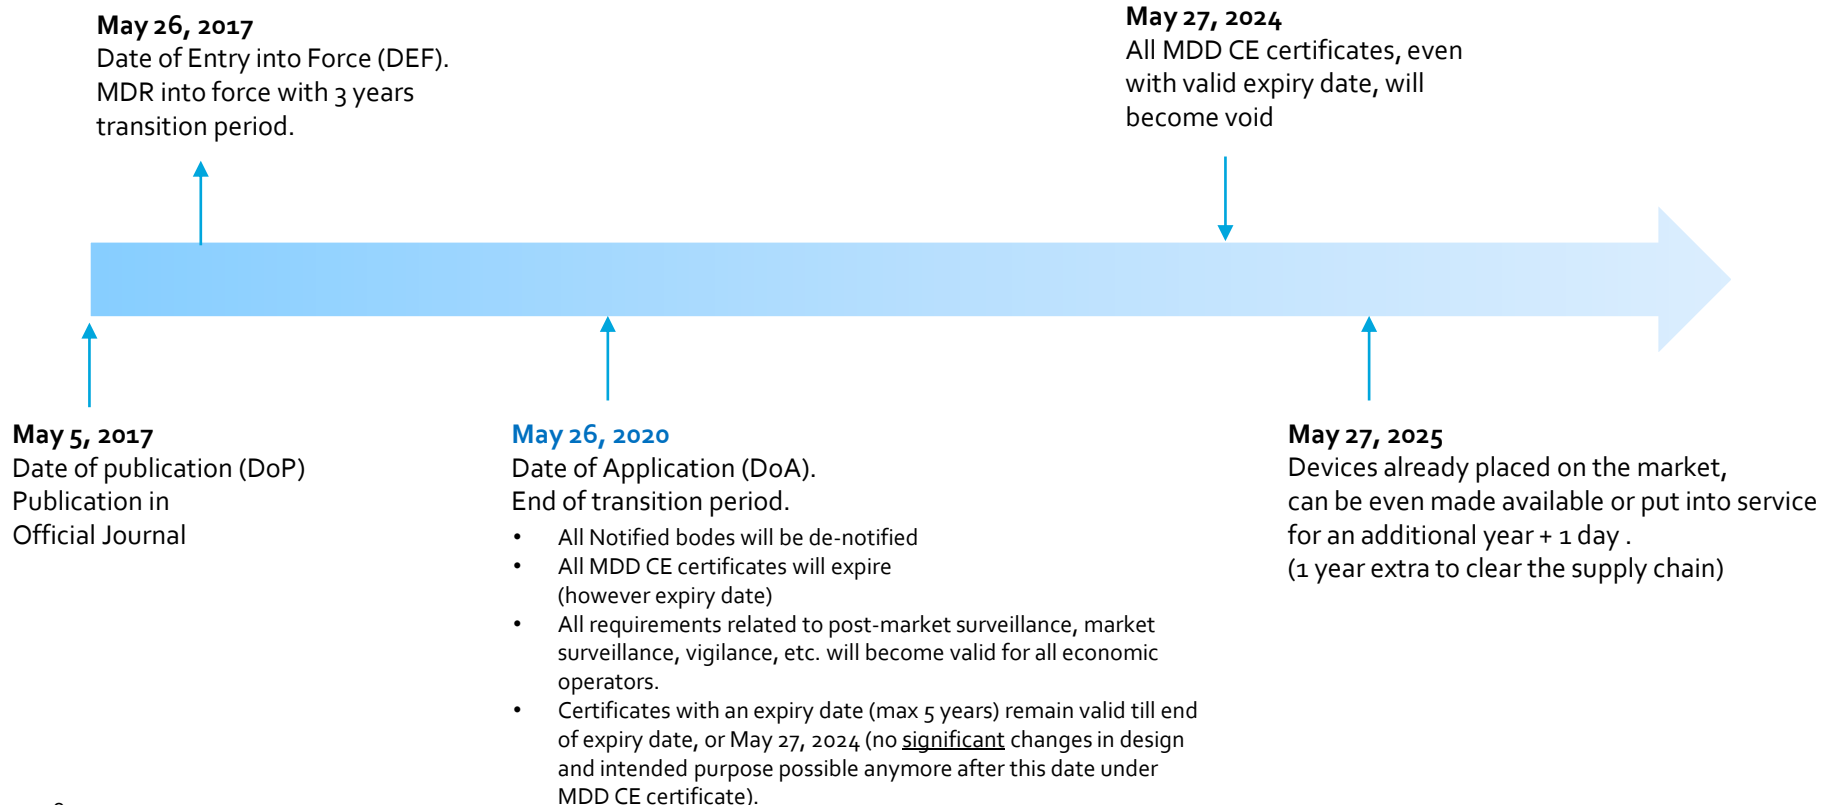 May 26, 2017
Date of Entry into Force (DEF).
MDR into force with 3 years
transition period.
May 27, 2024
All MDD CE certificates, even
with valid expiry date, will
become void
May 5, 2017
Date of publication (DoP)
Publication in
Official Journal
May 26, 2020
Date of Application (DoA).
End of transition period.
• All Notified bodes will be de-notified
• All MDD CE certificates will expire
(however expiry date)
• All requirements related to post-market surveillance, market
surveillance, vigilance, etc. will become valid for all economic
operators.
• Certificates with an expiry date (max 5 years) remain valid till end
of expiry date, or May 27, 2024 (no significant changes in design
and intended purpose possible anymore after this date under
MDD CE certificate).
May 27, 2025
Devices already placed on the market,
can be even made available or put into service
for an additional year + 1 day .
(1 year extra to clear the supply chain)